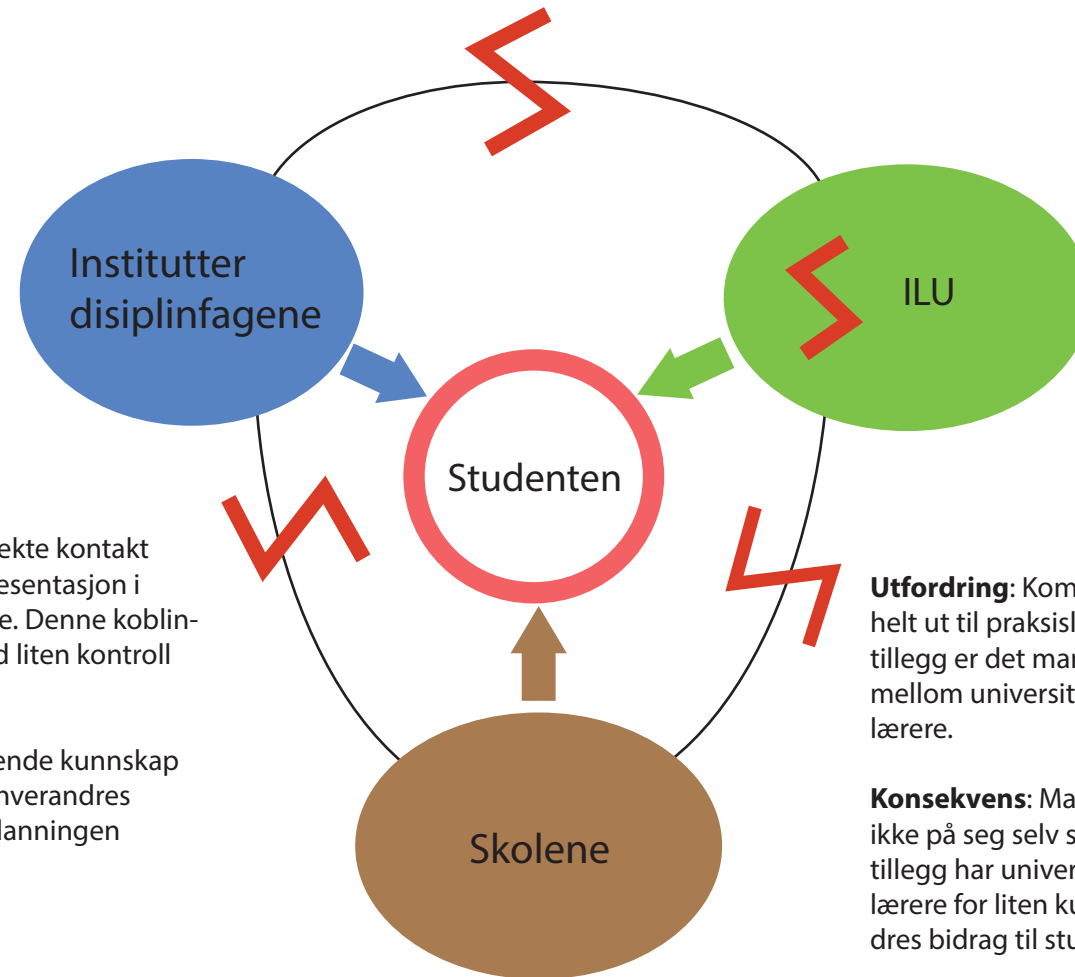 Institutter
disiplinfagene
ILU
Studenten
Skolene
ekte kontakt
esentasjon i
e. Denne koblin-
d liten kontroll
ende kunnskap
nverandres
lanningen
Utfordring: Kom
helt ut til praksisl
tillegg er det mar
mellom universit
lærere.
Konsekvens: Ma
ikke på seg selv s
tillegg har univer
lærere for liten ku
dres bidrag til stu